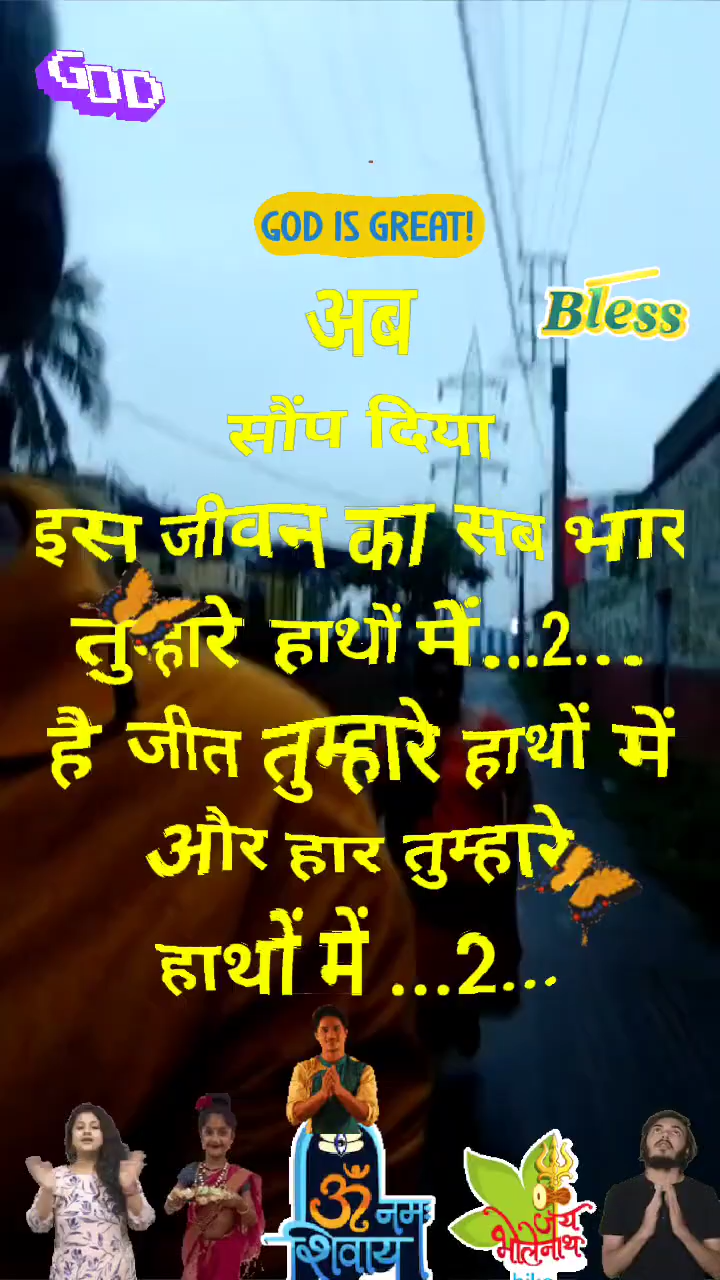 GOD
GOD IS GREAT!
Bless
अब
सौंप दिया
इस जीवन का सब भार
तुम्हारे हाथों में...2...
है जीत तुम्हारे हाथों में
और हार तुम्हारे
हाथों में ...2...
ॐ नमः
शिवाय
जय
भोलेनाथ